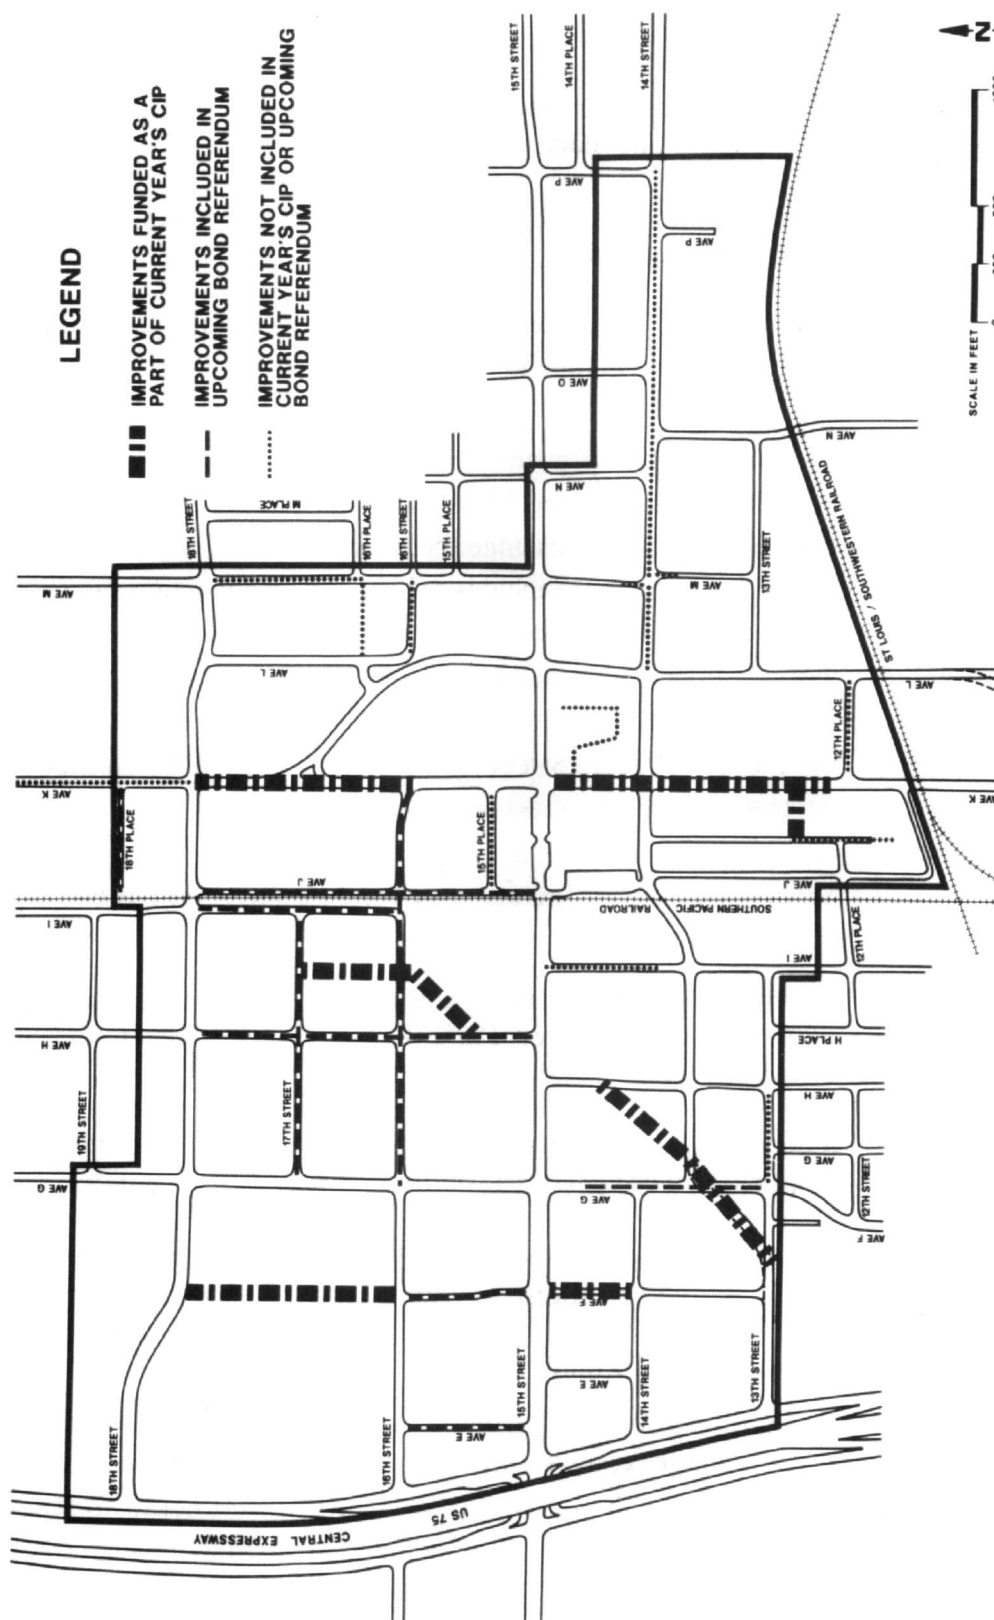 LEGEND
IMPROVEMENTS FUNDED AS A
PART OF CURRENT YEAR'S CIP
IMPROVEMENTS INCLUDED IN
UPCOMING BOND REFERENDUM
IMPROVEMENTS NOT INCLUDED IN
CURRENT YEAR'S CIP OR UPCOMING
BOND REFERENDUM
AVE G
AVE H
AVE I
AVE K
AVE M
19TH STREET
18TH STREET
18TH PLACE
18TH STREET
M PLACE
CENTRAL EXPRESSWAY
US 75
17TH STREET
AVE J
AVE L
16TH PLACE
16TH STREET
16TH STREET
15TH PLACE
15TH PLACE
AVE E
15TH STREET
15TH STREET
14TH PLACE
14TH STREET
AVE E
AVE F
AVE G
SOUTHERN PACIFIC
RAILROAD
AVE N
AVE O
AVE P
14TH STREET
AVE M
AVE P
13TH STREET
13TH STREET
AVE I
AVE J
12TH PLACE
12TH PLACE
H PLACE
AVE H
AVE G
12TH STREET
AVE F
AVE K
AVE L
AVE N
ST LOUIS / SOUTHWESTERN RAILROAD
SCALE IN FEET
0
N